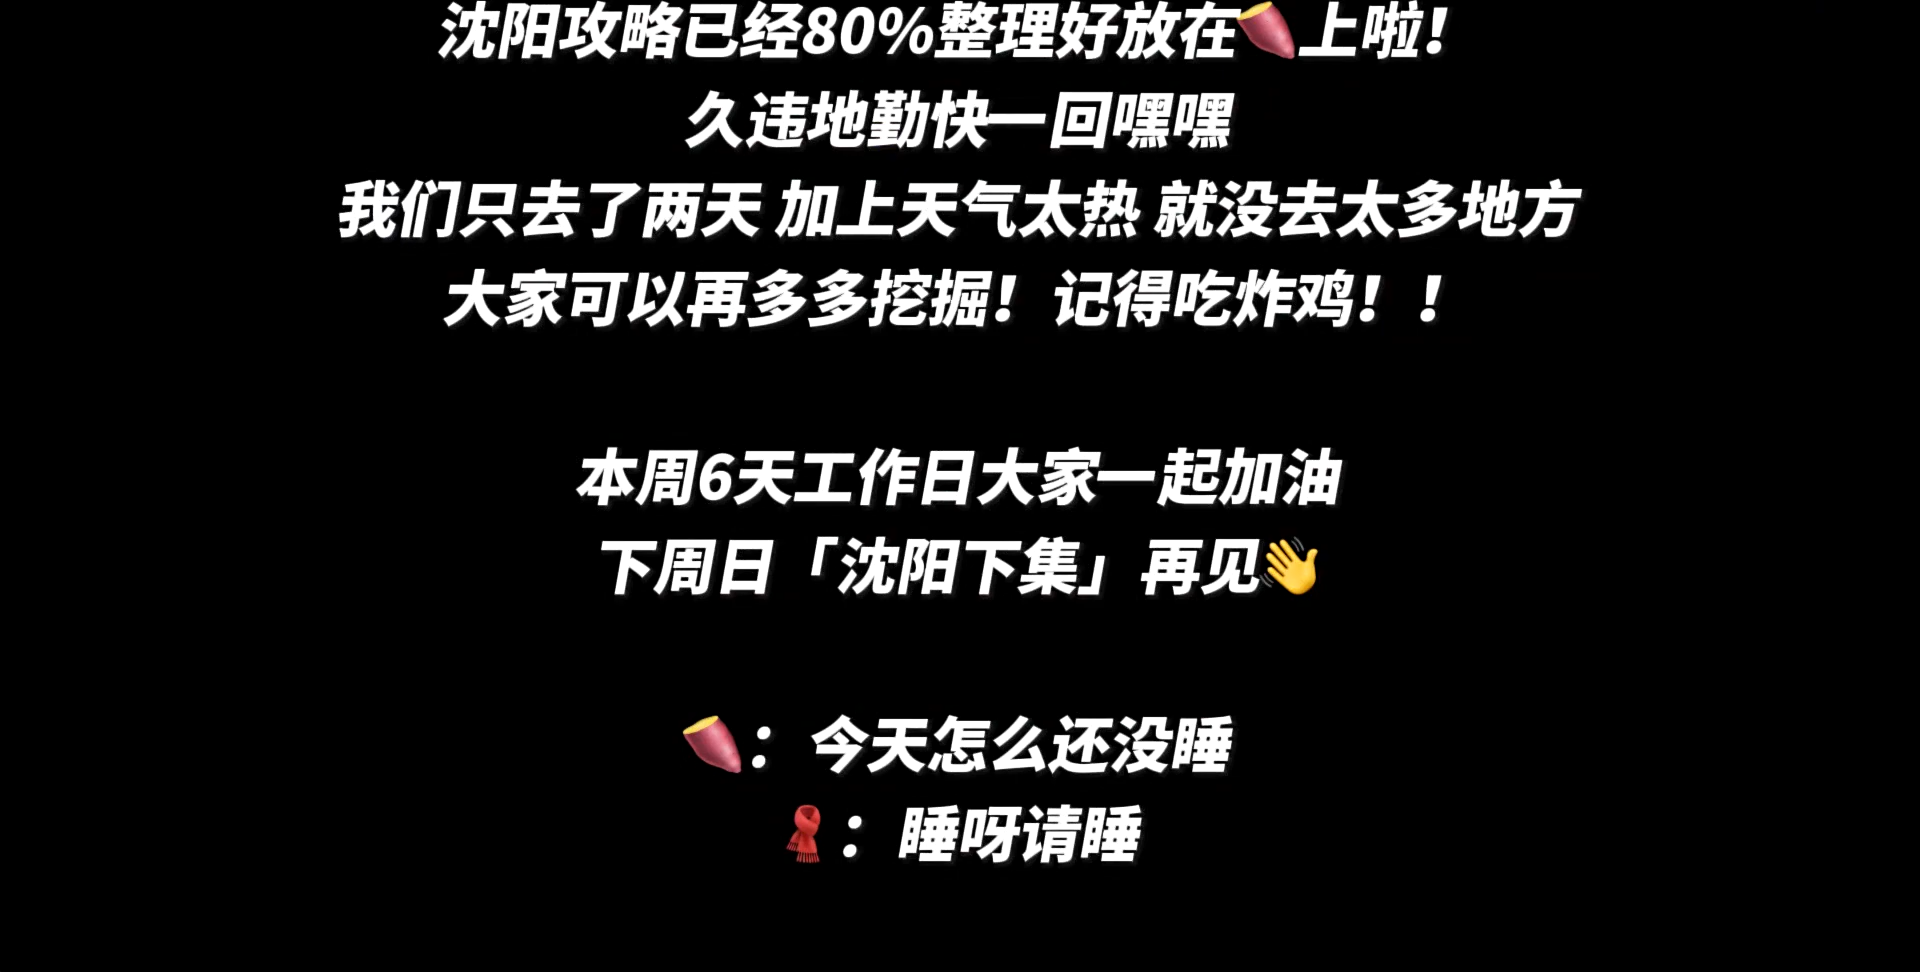 沈阳攻略已经80%整理好放在🍠上啦！
久违地勤快一回嘿嘿
我们只去了两天 加上天气太热 就没去太多地方
大家可以再多多挖掘！记得吃炸鸡！！
本周6天工作日大家一起加油
下周日「沈阳下集」再见👋
🍠：今天怎么还没睡
🧣：睡呀请睡